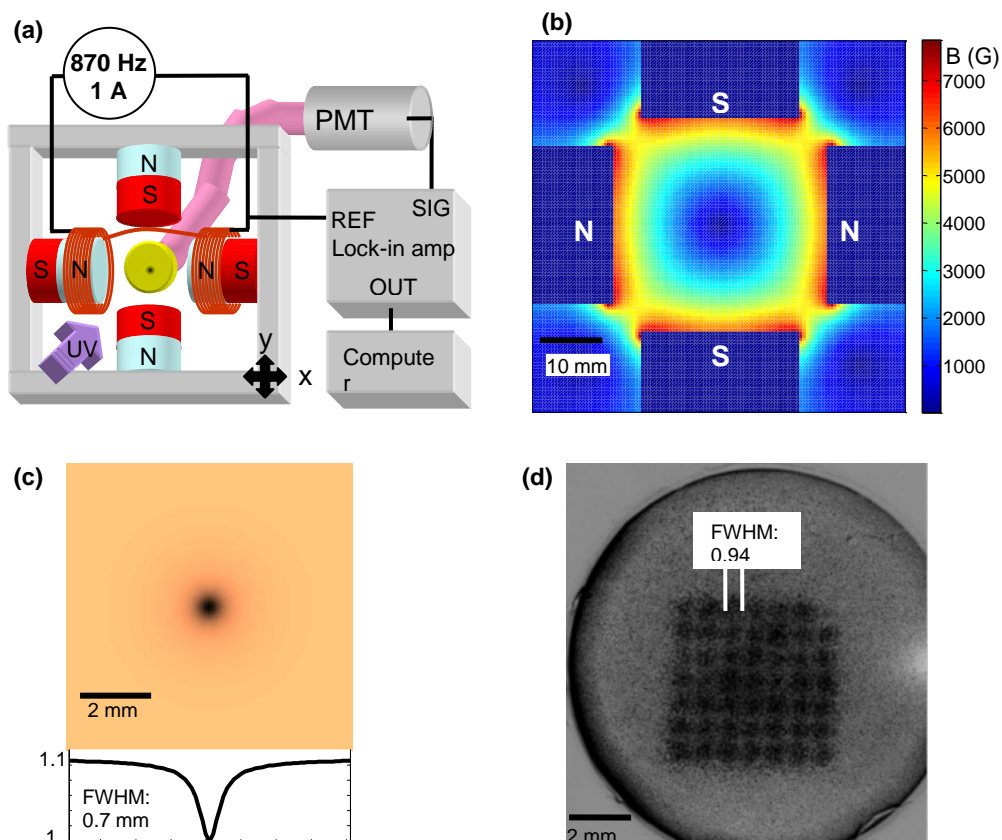 (a)
870 Hz
1 A
PMT
N
S
S
N
N
S
S
N
UV
y
x
REF
SIG
Lock-in amp
OUT
Compute
r
(b)
B (G)
7000
6000
5000
4000
3000
2000
1000
S
N
N
S
10 mm
(c)
2 mm
1.1
FWHM:
0.7 mm
1
(d)
FWHM:
0.94
2 mm